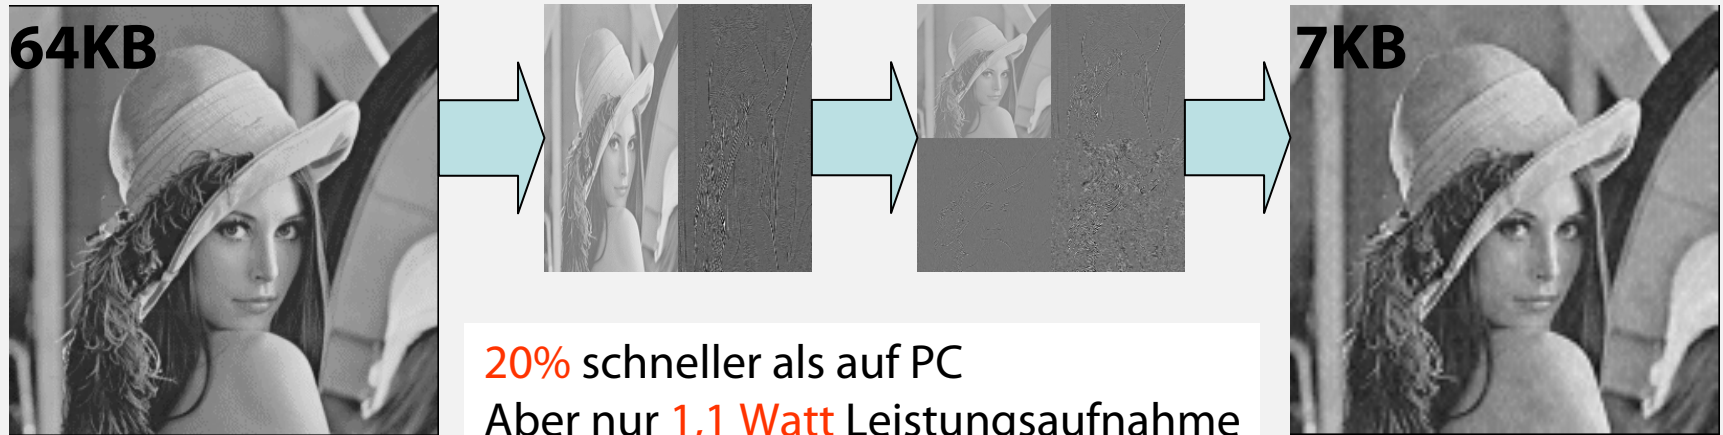 64KB
7KB
20% schneller als auf PC
Aber nur 1,1 Watt Leistungsaufnahme